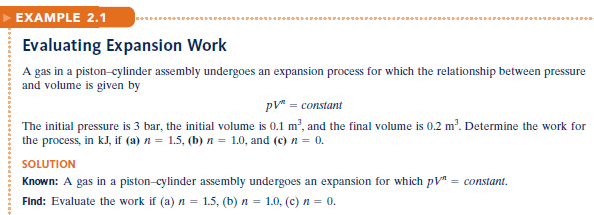 EXAMPLE 2.1
Evaluating Expansion Work
A gas in a piston–cylinder assembly undergoes an expansion process for which the relationship between pressure
and volume is given by
pVⁿ = constant
The initial pressure is 3 bar, the initial volume is 0.1 m³, and the final volume is 0.2 m³. Determine the work for
the process, in kJ, if (a) n = 1.5, (b) n = 1.0, and (c) n = 0.
SOLUTION
Known: A gas in a piston–cylinder assembly undergoes an expansion for which pVⁿ = constant.
Find: Evaluate the work if (a) n = 1.5, (b) n = 1.0, (c) n = 0.